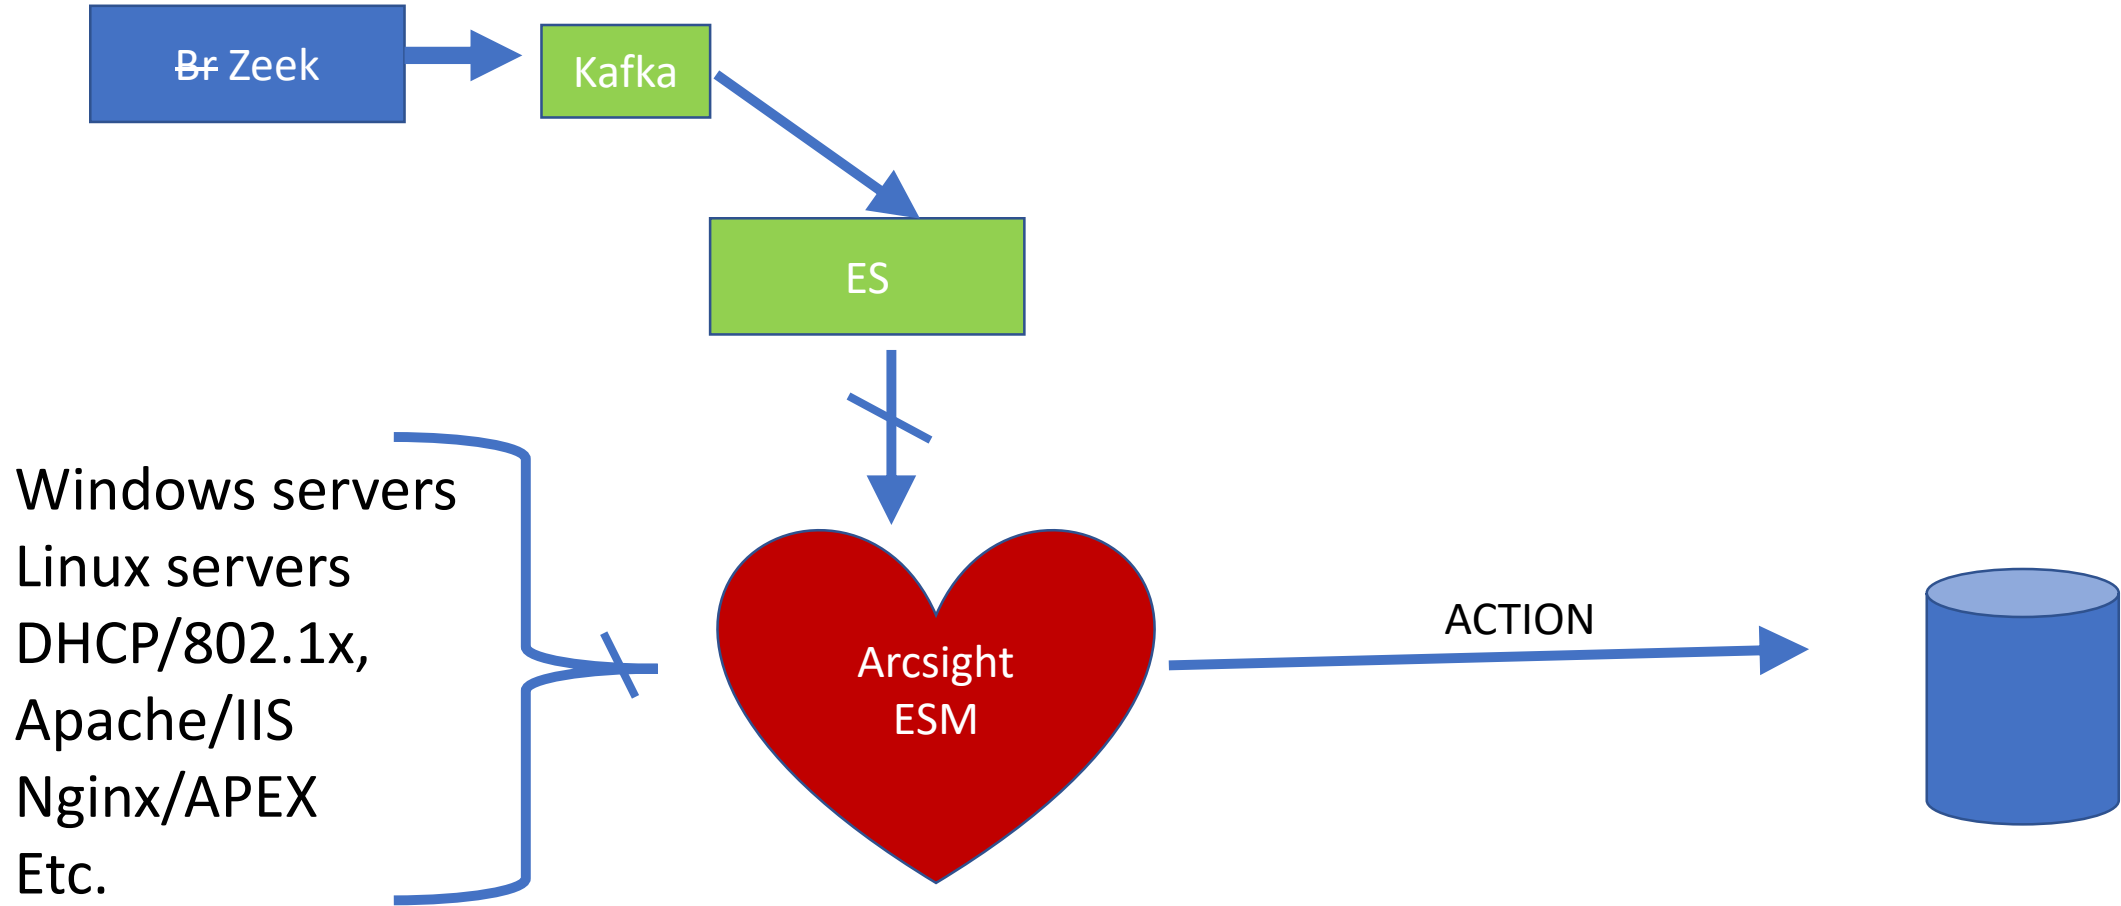 Br Zeek
Kafka
ES
Windows servers
Linux servers
DHCP/802.1x,
Apache/IIS
Nginx/APEX
Etc.
Arcsight
ESM
ACTION